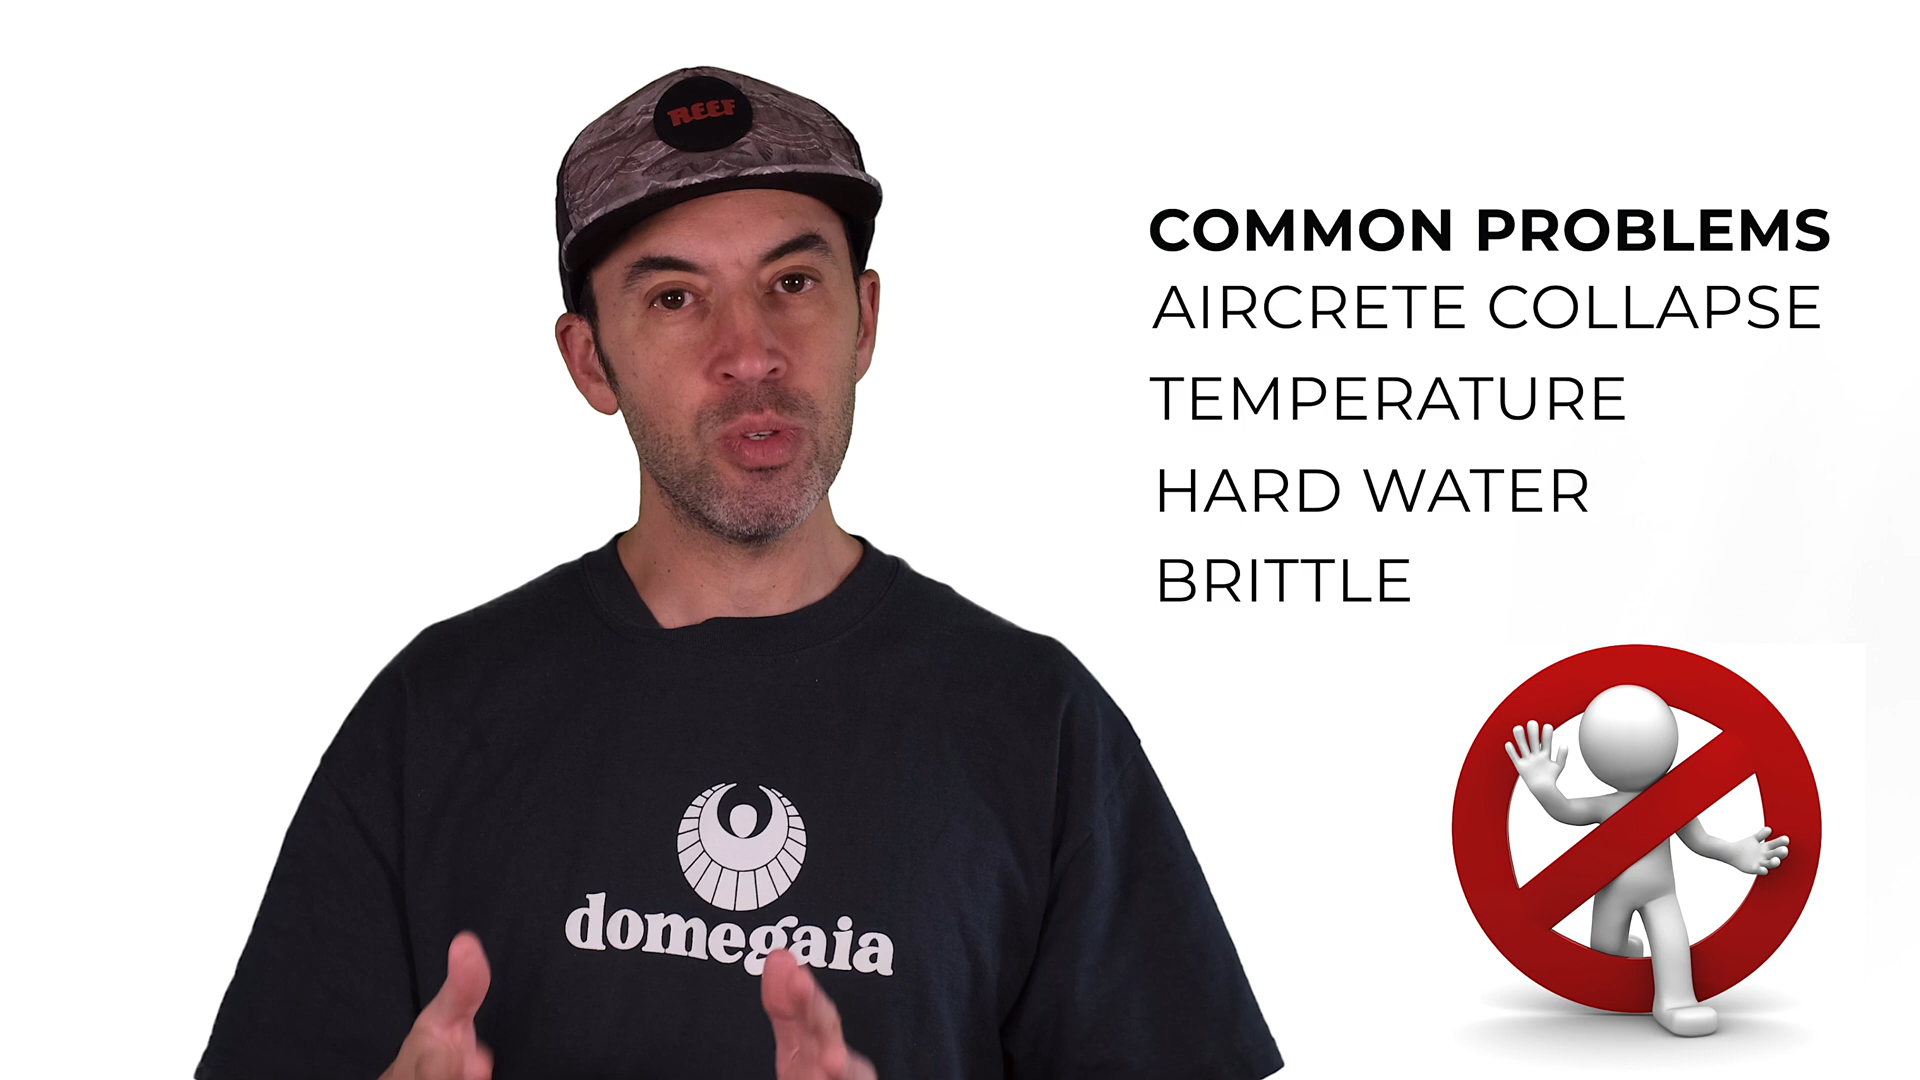 REEF
COMMON PROBLEMS
AIRCRETE COLLAPSE
TEMPERATURE
HARD WATER
BRITTLE
domegaia